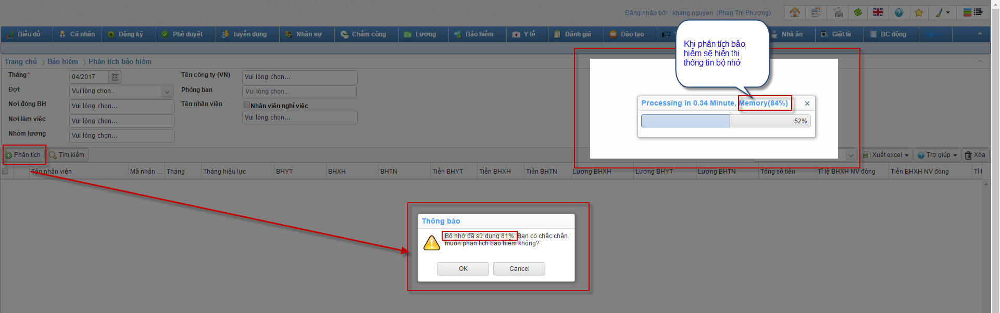 Đăng nhập bởi : khang.nguyen (Phan Thị Phượng)
Biểu đồ Cá nhân Đăng ký Phê duyệt Tuyển dụng Nhân sự Chấm công Lương Bảo hiểm Y tế Đánh giá Đào tạo Nhà ăn Giặt là BC động
Khi phân tích bảo
hiểm sẽ hiển thị
thông tin bộ nhớ
Trang chủ Bảo hiểm Phân tích bảo hiểm
Tháng* 04/2017 Tên công ty (VN) Vui lòng chọn...
Đợt Vui lòng chọn... Phòng ban Vui lòng chọn...
Nơi đóng BH Vui lòng chọn... Tên nhân viên Nhân viên nghỉ việc
Nơi làm việc Vui lòng chọn... Vui lòng chọn...
Nhóm lương Vui lòng chọn...
Processing in 0.34 Minute, Memory(84%)
52%
Phân tích Tìm kiếm Xuất excel Trợ giúp Xóa
Tên nhân viên Mã nhân ... Tháng Tháng hiệu lực BHYT BHXH BHTN Tiền BHYT Tiền BHXH Tiền BHTN Lương BHXH Lương BHYT Lương BHTN Tổng số tiền Tỉ lệ BHXH NV đóng Tiền BHXH NV đóng
Thông báo
Bộ nhớ đã sử dụng 81%. Bạn có chắc chắn
muốn phân tích bảo hiểm không?
OK Cancel